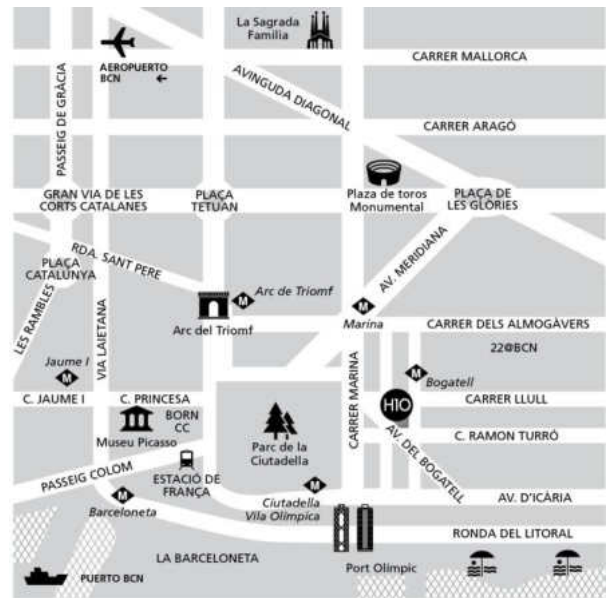 La Sagrada
Familia
CARRER MALLORCA
AEROPUERTO
BCN
AVINGUDA DIAGONAL
PASSEIG DE GRÀCIA
CARRER ARAGÓ
GRAN VIA DE LES
CORTS CATALANES
PLAÇA
TETUAN
Plaza de toros
Monumental
PLAÇA DE
LES GLÒRIES
RDA. SANT PERE
PLAÇA
CATALUNYA
AV. MERIDIANA
LES RAMBLES
VIA LAIETANA
M
Arc de Triomf
Arc del Triomf
M
Marina
CARRER DELS ALMOGÀVERS
22@BCN
Jaume I
M
M
Bogatell
CARRER MARINA
C. JAUME I
C. PRINCESA
H10
CARRER LLULL
BORN
CC
Museu Picasso
Parc de la
Ciutadella
C. RAMON TURRÓ
AV. DEL BOGATELL
PASSEIG COLOM
ESTACIÓ DE
FRANÇA
M
Barceloneta
M
Ciutadella
Vila Olímpica
AV. D'ICÀRIA
RONDA DEL LITORAL
LA BARCELONETA
Port Olímpic
PUERTO BCN